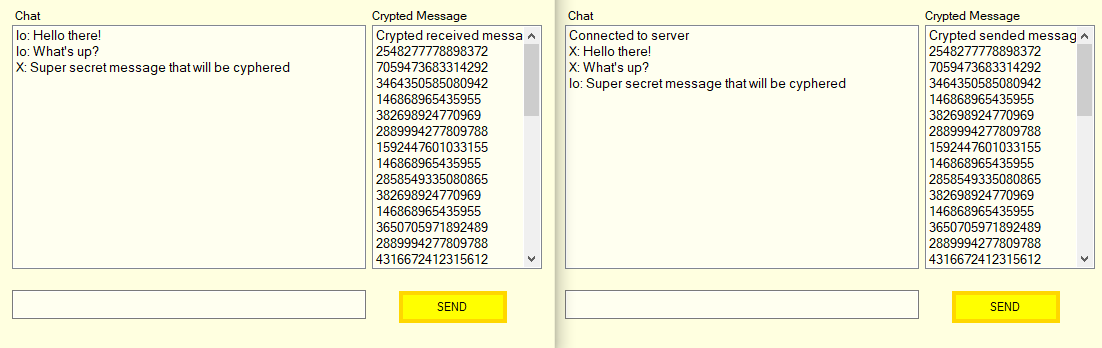 Chat
Io: Hello there!
Io: What's up?
X: Super secret message that will be cyphered
Crypted Message
Crypted received messa
2548277778898372
7059473683314292
3464350585080942
146868965435955
382698924770969
2889994277809788
1592447601033155
146868965435955
2858549335080865
382698924770969
146868965435955
3650705971892489
2889994277809788
4316672412315612
SEND
Chat
Connected to server
X: Hello there!
X: What's up?
Io: Super secret message that will be cyphered
Crypted Message
Crypted sended messag
2548277778898372
7059473683314292
3464350585080942
146868965435955
382698924770969
2889994277809788
1592447601033155
146868965435955
2858549335080865
382698924770969
146868965435955
3650705971892489
2889994277809788
4316672412315612
SEND